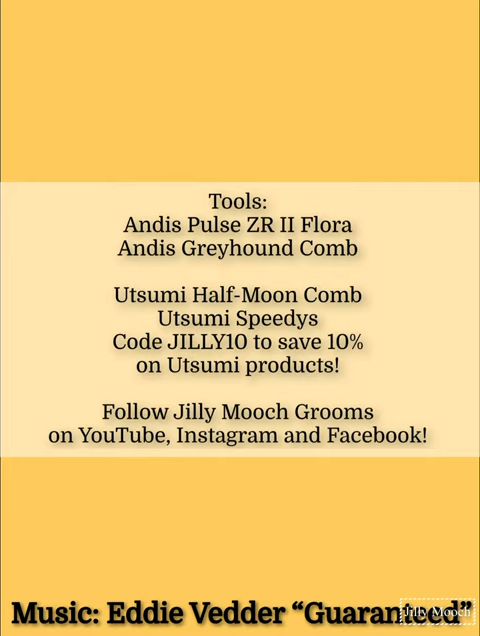 Tools:
Andis Pulse ZR II Flora
Andis Greyhound Comb
Utsumi Half-Moon Comb
Utsumi Speedys
Code JILLY10 to save 10%
on Utsumi products!
Follow Jilly Mooch Grooms
on YouTube, Instagram and Facebook!
Music: Eddie Vedder “Guaranteed”
Jilly Mooch